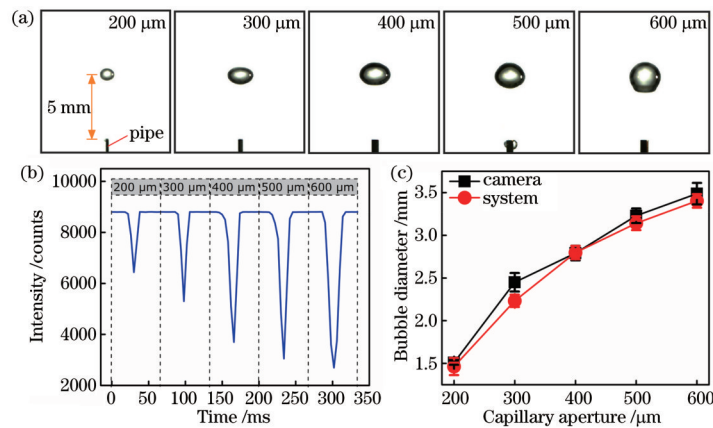 (a)
200 μm
300 μm
400 μm
500 μm
600 μm
5 mm
pipe
(b)
10000
8000
6000
4000
2000
Intensity /counts
200 μm
300 μm
400 μm
500 μm
600 μm
0
50
100
150
200
250
300
350
Time /ms
(c)
camera
system
3.5
3.0
2.5
2.0
1.5
Bubble diameter /mm
200
300
400
500
600
Capillary aperture /μm